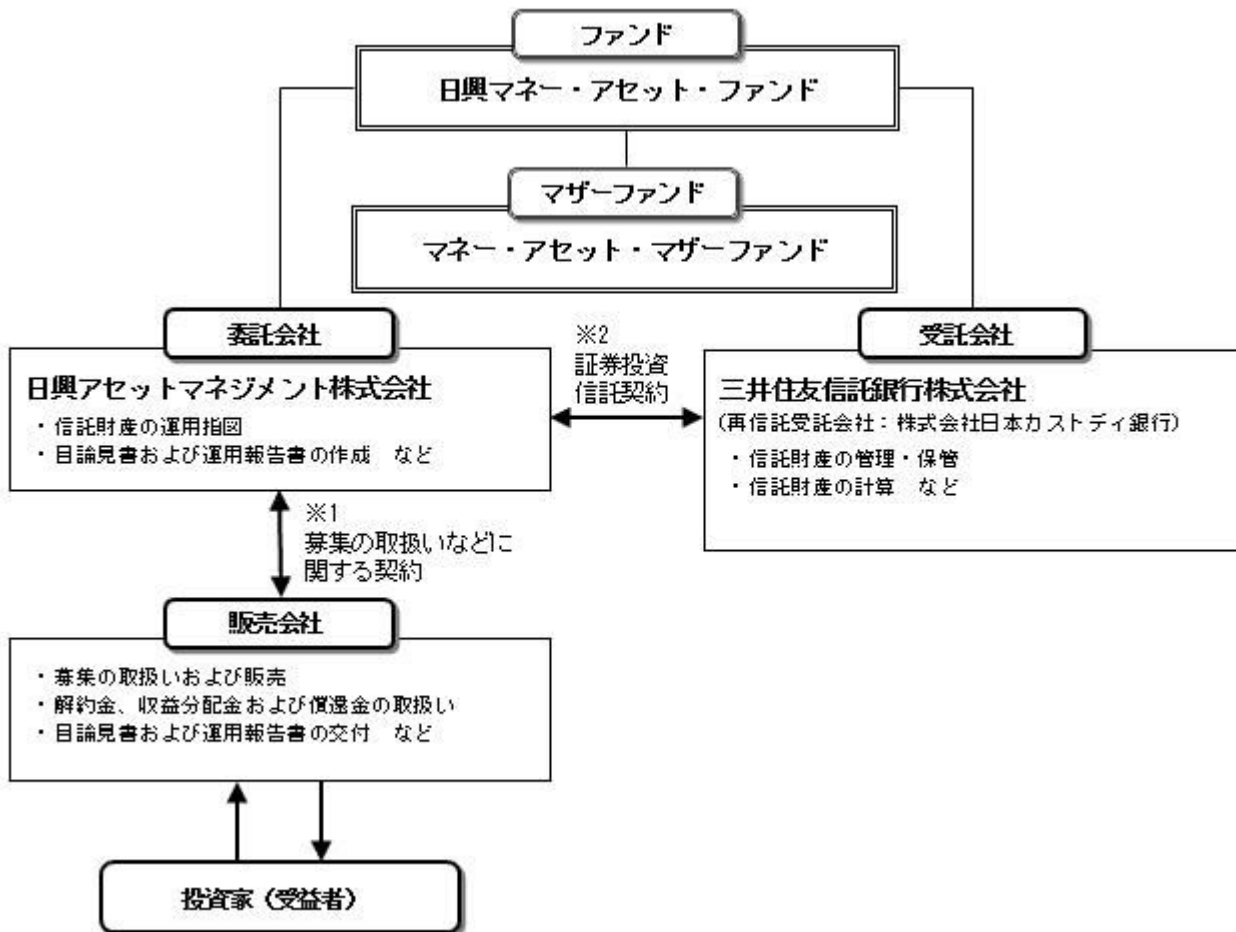 ファンド
日興マネー・アセット・ファンド
マザーファンド
マネー・アセット・マザーファンド
委託会社
日興アセットマネジメント株式会社
・信託財産の運用指図
・目論見書および運用報告書の作成　など
※2
証券投資
信託契約
受託会社
三井住友信託銀行株式会社
(再信託受託会社：株式会社日本カストディ銀行)
・信託財産の管理・保管
・信託財産の計算　など
※1
募集の取扱いなどに
関する契約
販売会社
・募集の取扱いおよび販売
・解約金、収益分配金および償還金の取扱い
・目論見書および運用報告書の交付　など
投資家（受益者）